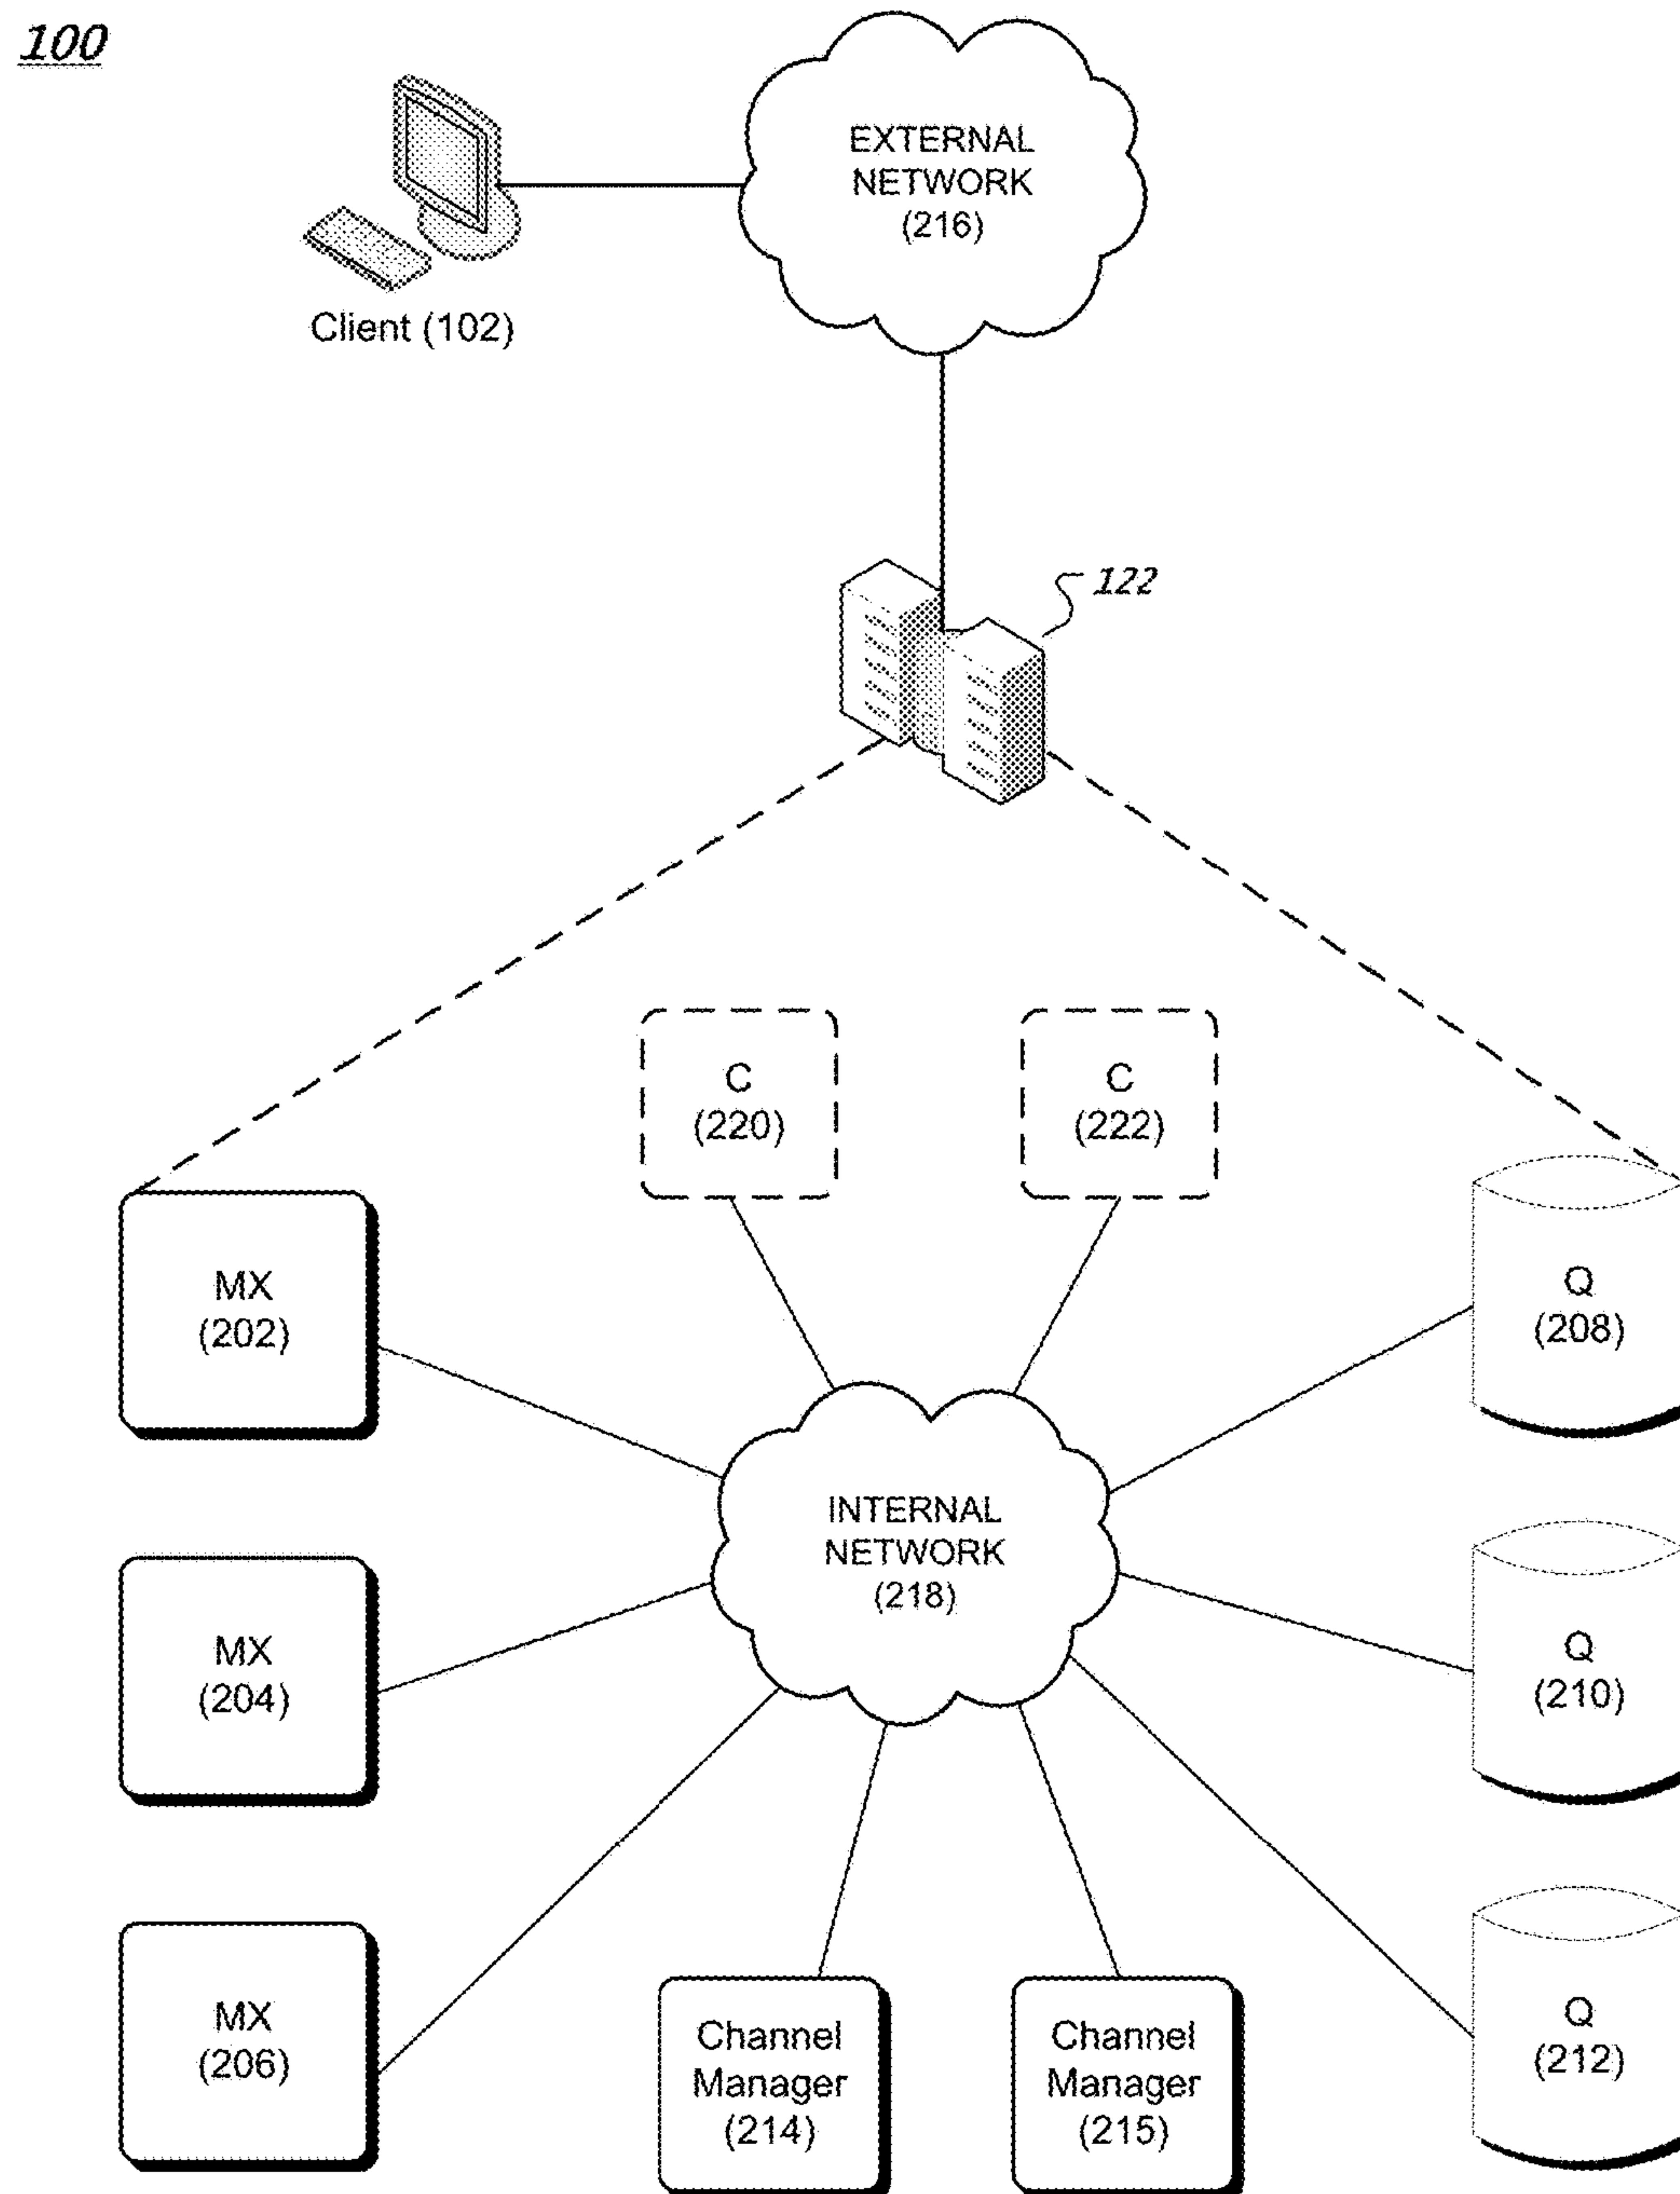 100
EXTERNAL
NETWORK
(216)
Client (102)
122
C
(220)
C
(222)
MX
(202)
Q
(208)
INTERNAL
NETWORK
(218)
MX
(204)
Q
(210)
MX
(206)
Channel
Manager
(214)
Channel
Manager
(215)
Q
(212)